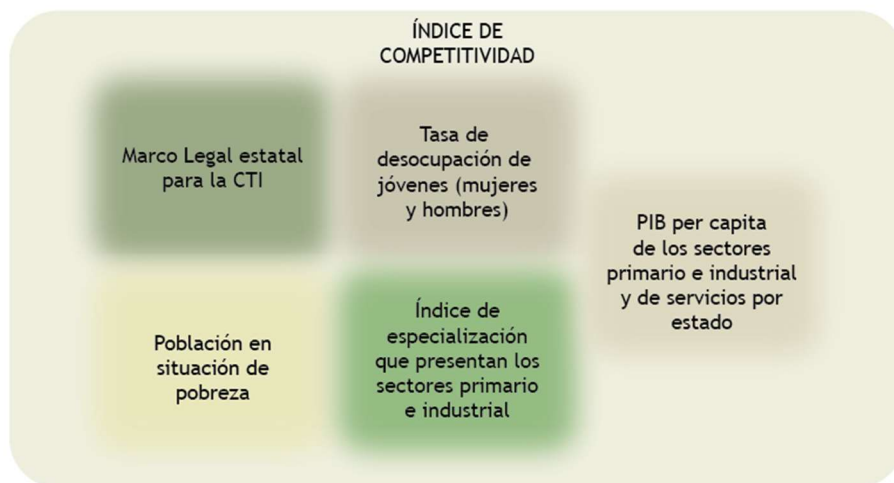 ÍNDICE DE
COMPETITIVIDAD
Marco Legal estatal
para la CTI
Tasa de
desocupación de
jóvenes (mujeres
y hombres)
PIB per capita
de los sectores
primario e industrial
y de servicios por
estado
Población en
situación de
pobreza
Índice de
especialización
que presentan los
sectores primario
e industrial